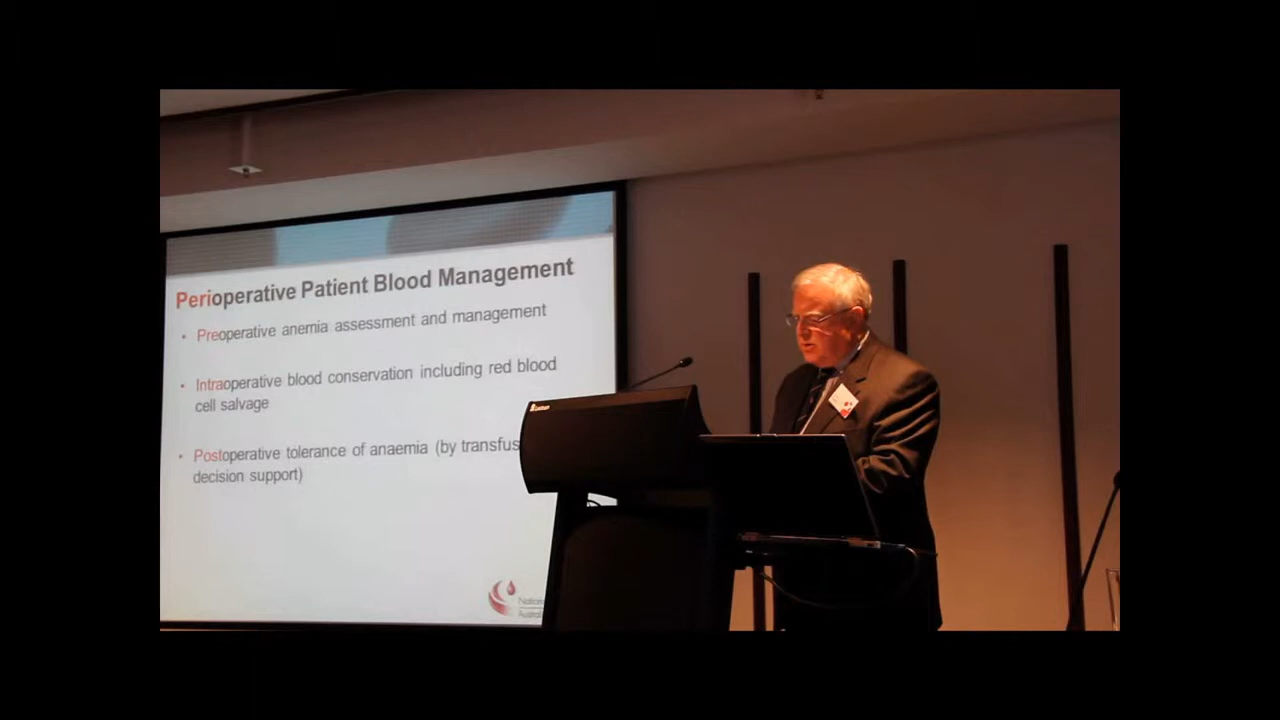 Perioperative Patient Blood Management
• Preoperative anemia assessment and management
• Intraoperative blood conservation including red blood
cell salvage
• Postoperative tolerance of anaemia (by
decision support)